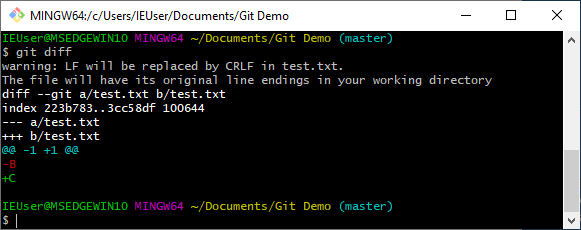 MINGW64:/c/Users/IEUser/Documents/Git Demo
IEUser@MSEDGEWIN10 MINGW64 ~/Documents/Git Demo (master)
$ git diff
warning: LF will be replaced by CRLF in test.txt.
The file will have its original line endings in your working directory
diff --git a/test.txt b/test.txt
index 223b783..3cc58df 100644
--- a/test.txt
+++ b/test.txt
@@ -1 +1 @@
-B
+C
IEUser@MSEDGEWIN10 MINGW64 ~/Documents/Git Demo (master)
$